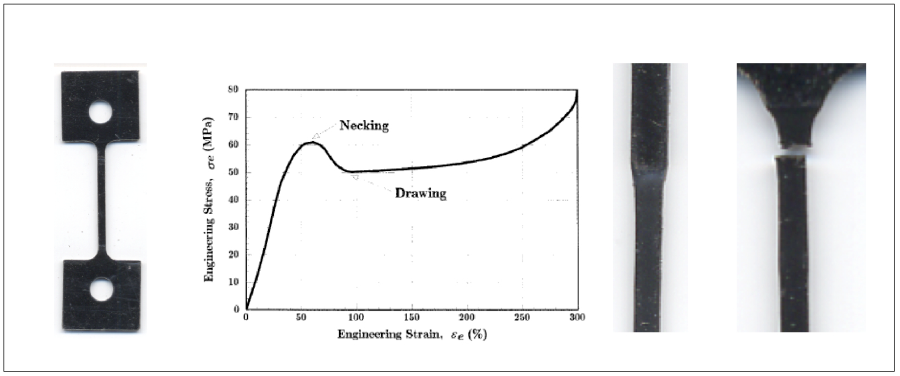 80
70
60
50
40
30
20
10
0
Engineering Stress, σe (MPa)
Necking
Drawing
0 50 100 150 200 250 300
Engineering Strain, εe (%)